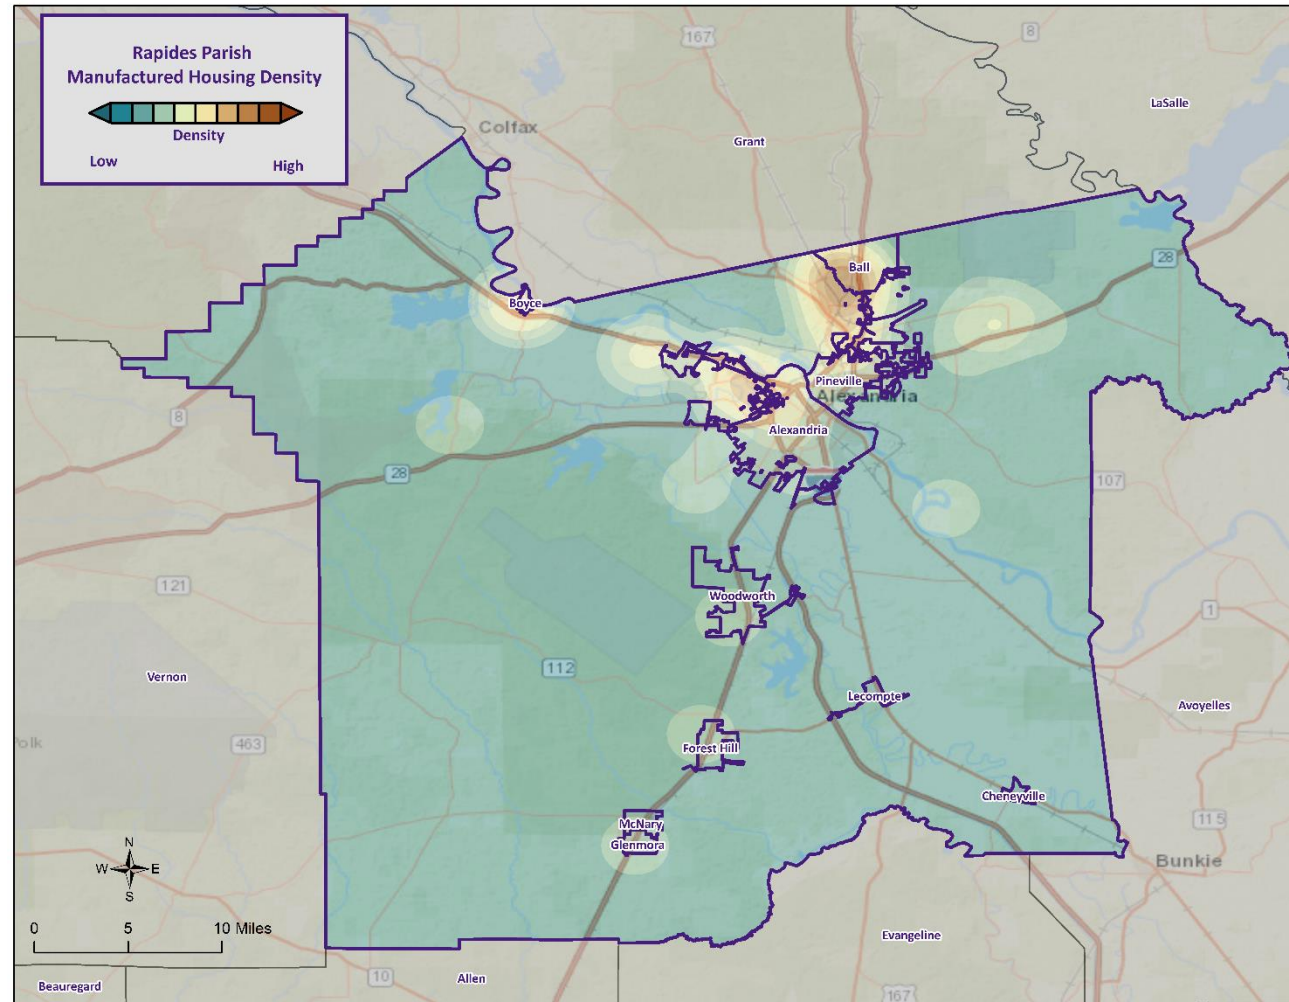 Rapides Parish
Manufactured Housing Density
Density
Low
High
167
8
LaSalle
Colfax
Grant
Ball
28
Boyce
Pineville
Alexandria
Alexandria
8
28
107
121
Woodworth
1
112
Vernon
Lecompte
Avoyelles
Polk
463
Forest Hill
Cheneyville
McNary
115
Glenmora
Bunkie
N
W
E
S
0
5
10 Miles
Evangeline
10
Allen
Beauregard
167